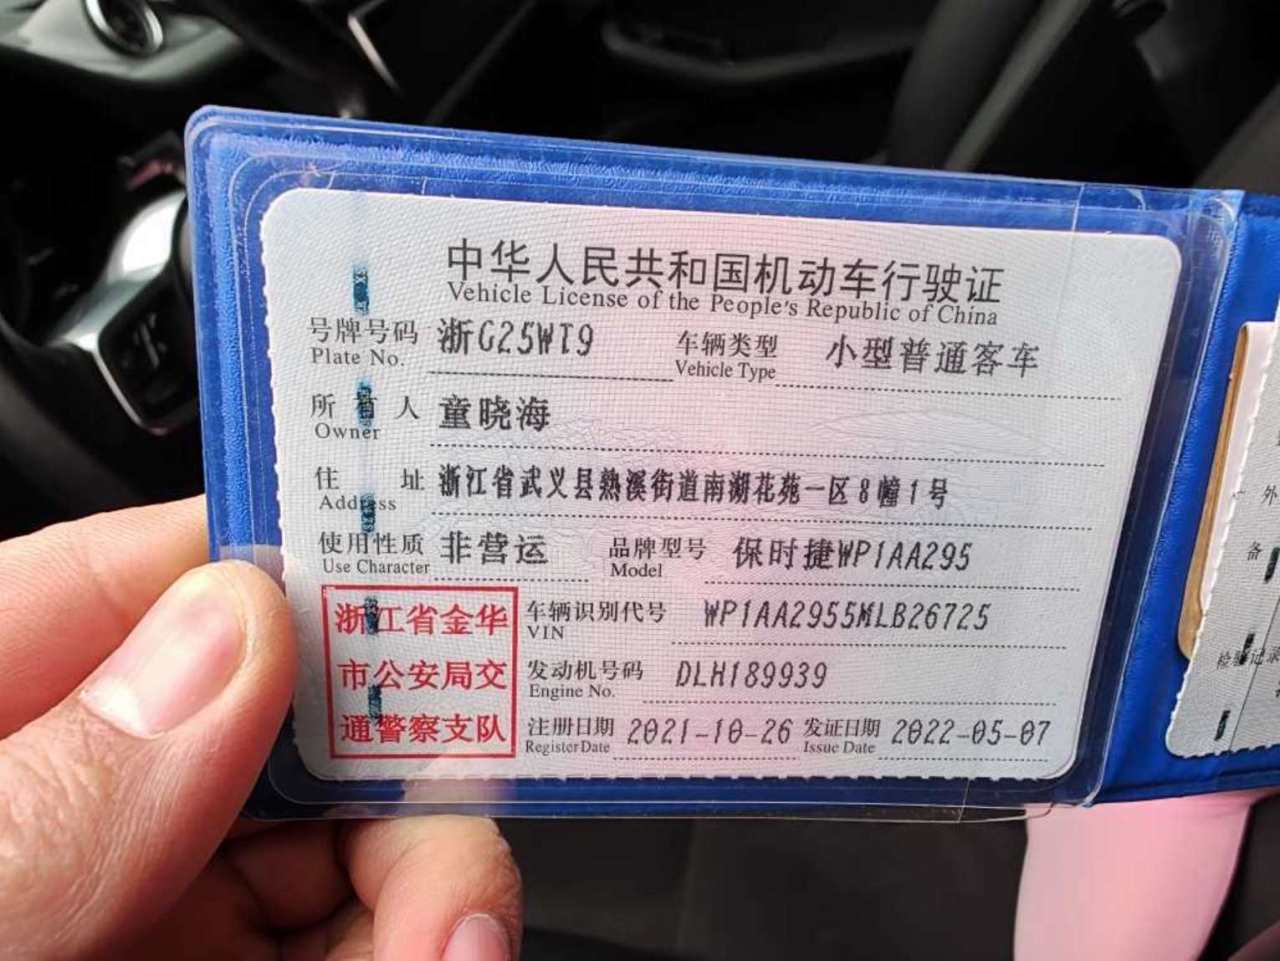 中华人民共和国机动车行驶证
Vehicle License of the People's Republic of China
号牌号码 浙G25WT9 车辆类型 小型普通客车
Plate No. Vehicle Type
所有人 童晓海
Owner
住址 浙江省武义县熟溪街道南湖花苑一区8幢1号
Address
使用性质 非营运 品牌型号 保时捷WP1AA295
Use Character Model
浙江省金华
市公安局交
通警察支队
车辆识别代号 WP1AA2955MLB26725
VIN
发动机号码 DLH189939
Engine No.
注册日期 2021-10-26 发证日期 2022-05-07
Register Date Issue Date
外
备
检验记录